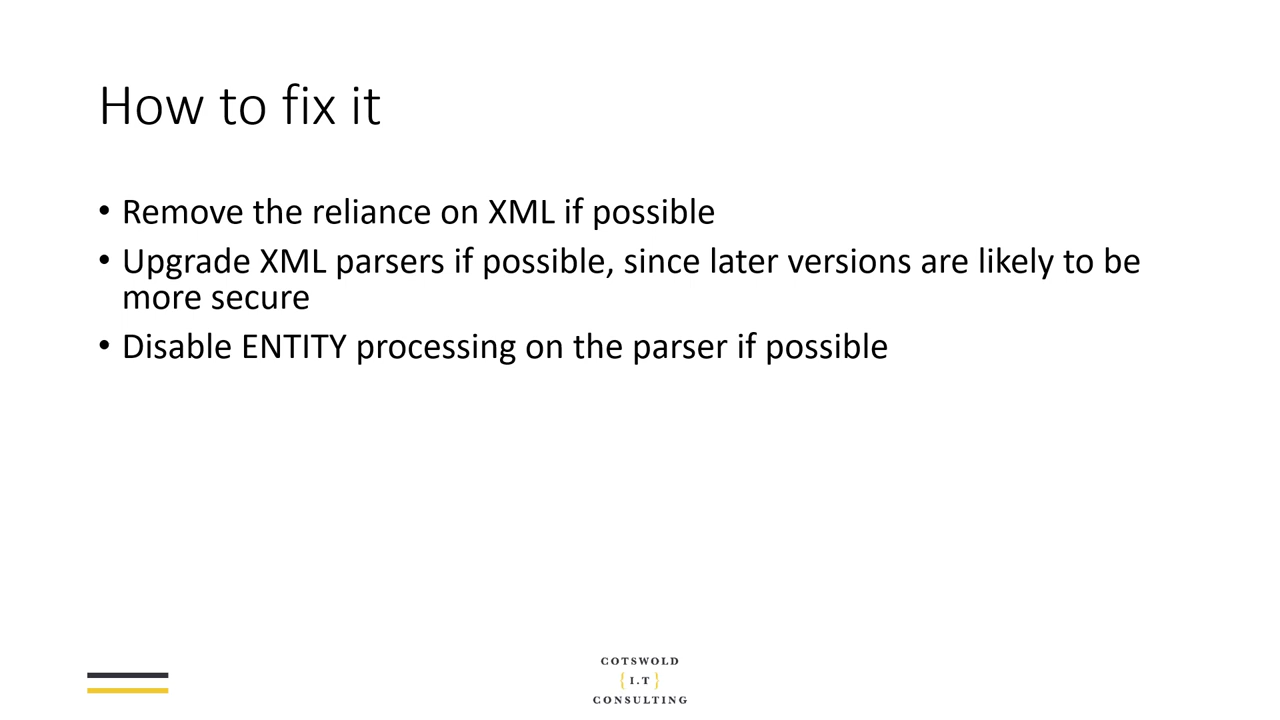 How to fix it
• Remove the reliance on XML if possible
• Upgrade XML parsers if possible, since later versions are likely to be
more secure
• Disable ENTITY processing on the parser if possible
COTSWOLD
{ I.T }
CONSULTING